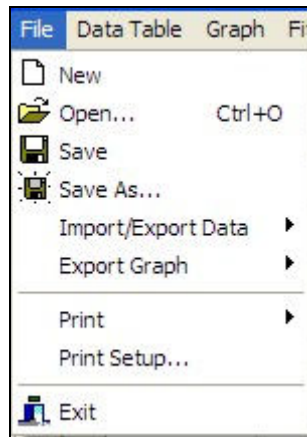 File Data Table Graph Fi
New
Open... Ctrl+O
Save
Save As...
Import/Export Data
Export Graph
Print
Print Setup...
Exit